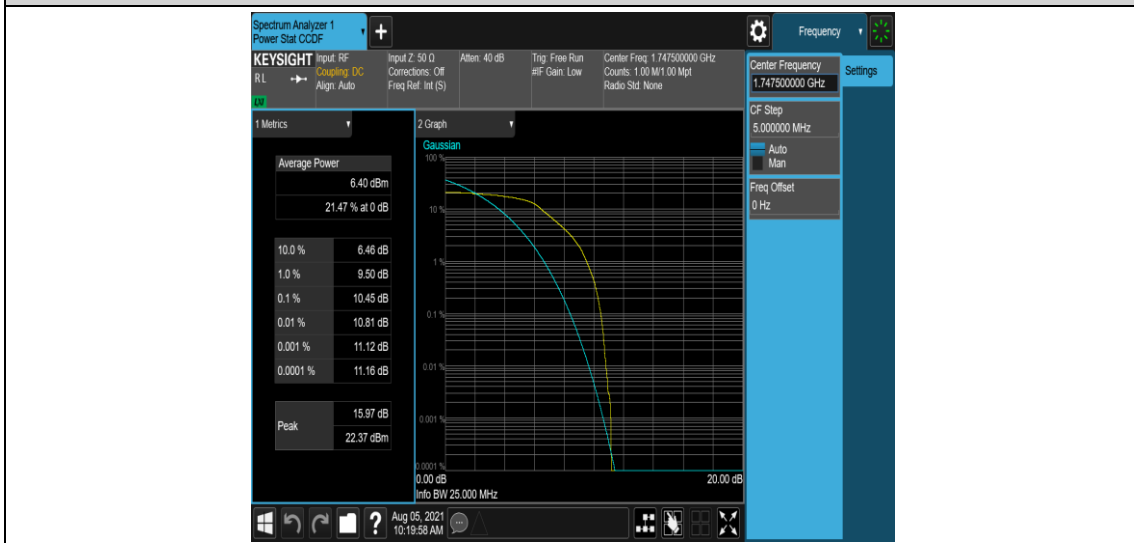 Spectrum Analyzer 1
Power Stat CCDF
Frequency
KEYSIGHT
RL
LXI
Input: RF
Coupling: DC
Align: Auto
Input Z: 50 Ω
Corrections: Off
Freq Ref: Int (S)
Atten: 40 dB
Trig: Free Run
#IF Gain: Low
Center Freq: 1.747500000 GHz
Counts: 1.00 M/1.00 Mpt
Radio Std: None
Center Frequency
1.747500000 GHz
Settings
CF Step
5.000000 MHz
Auto
Man
Freq Offset
0 Hz
1 Metrics
Average Power
6.40 dBm
21.47 % at 0 dB
10.0 % 6.46 dB
1.0 % 9.50 dB
0.1 % 10.45 dB
0.01 % 10.81 dB
0.001 % 11.12 dB
0.0001 % 11.16 dB
Peak
15.97 dB
22.37 dBm
2 Graph
Gaussian
100 %
10 %
1 %
0.1 %
0.01 %
0.001 %
0.0001 %
0.00 dB 20.00 dB
Info BW 25.000 MHz
Aug 05, 2021
10:19:58 AM